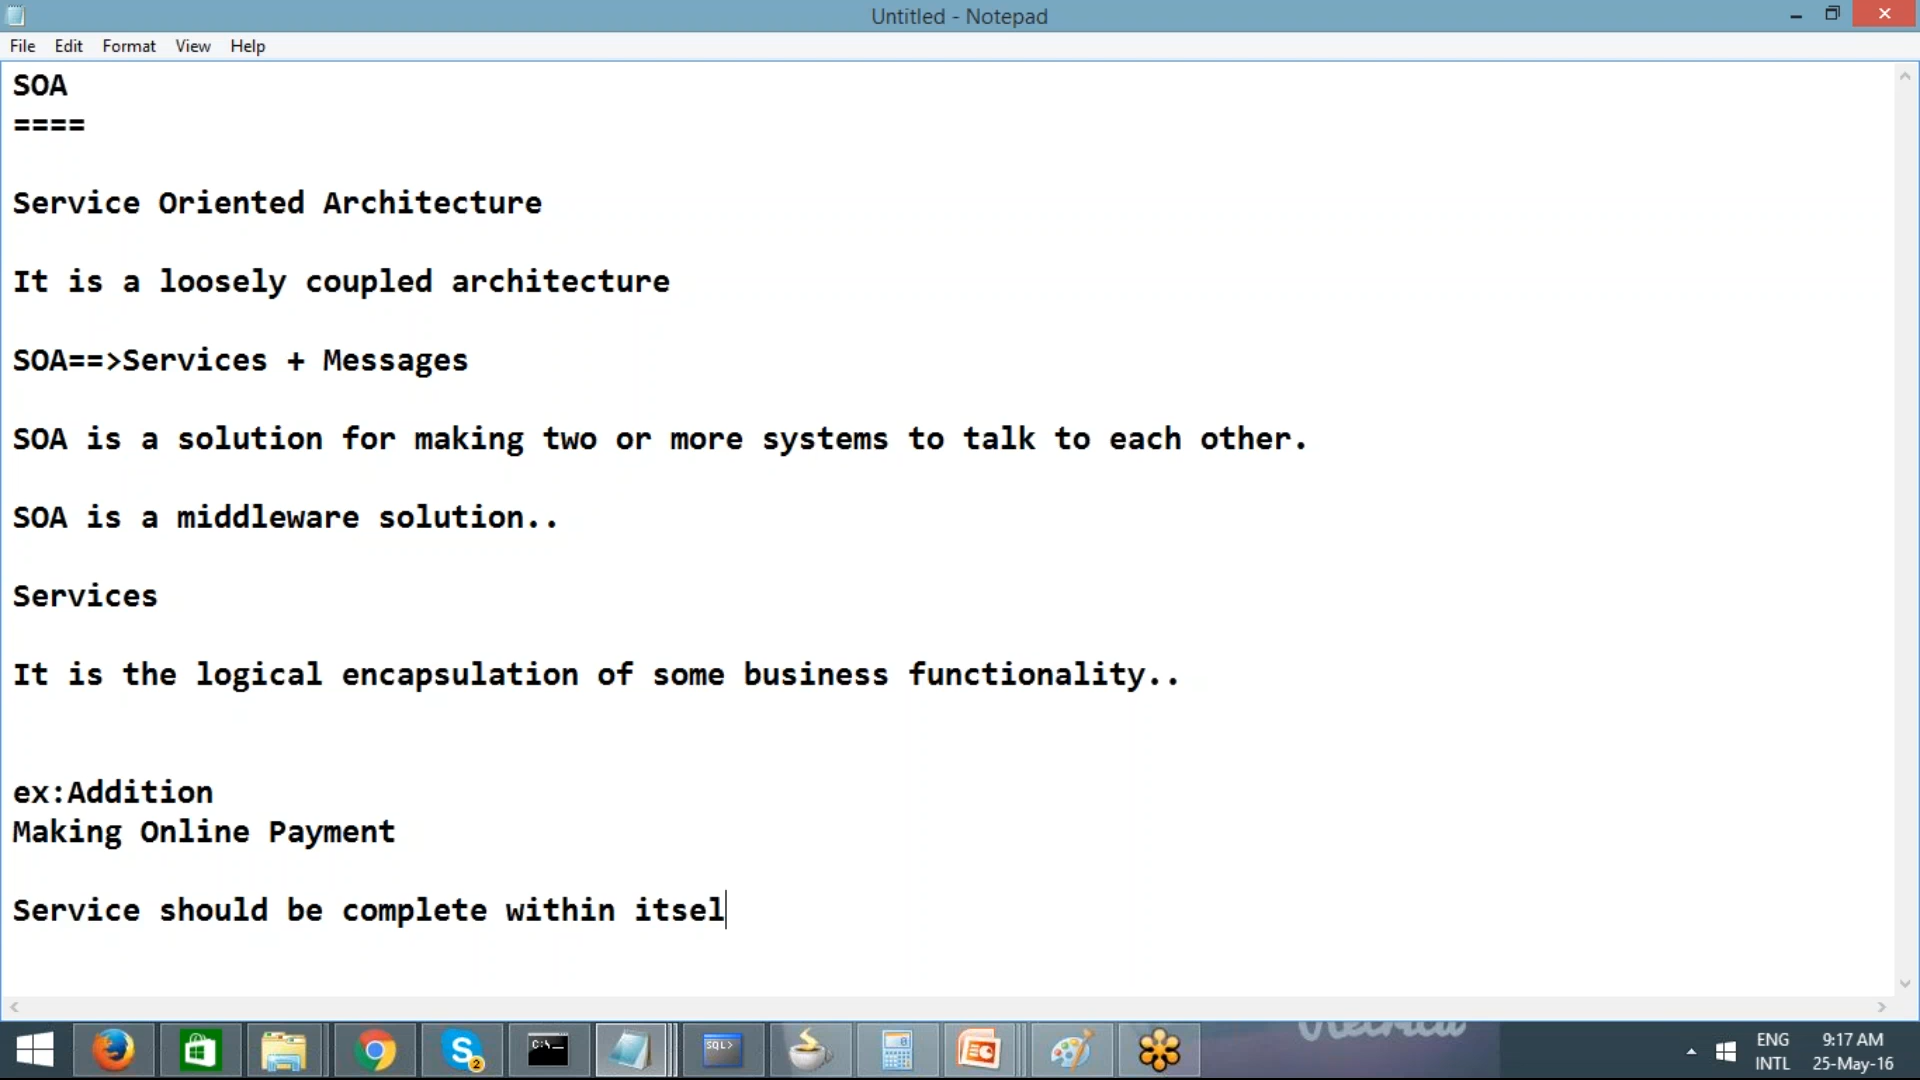 Untitled - Notepad
File Edit Format View Help
SOA
====
Service Oriented Architecture
It is a loosely coupled architecture
SOA==>Services + Messages
SOA is a solution for making two or more systems to talk to each other.
SOA is a middleware solution..
Services
It is the logical encapsulation of some business functionality..
ex:Addition
Making Online Payment
Service should be complete within itsel
S 2
C:\._
SQL>
ENG 9:17 AM
INTL 25-May-16